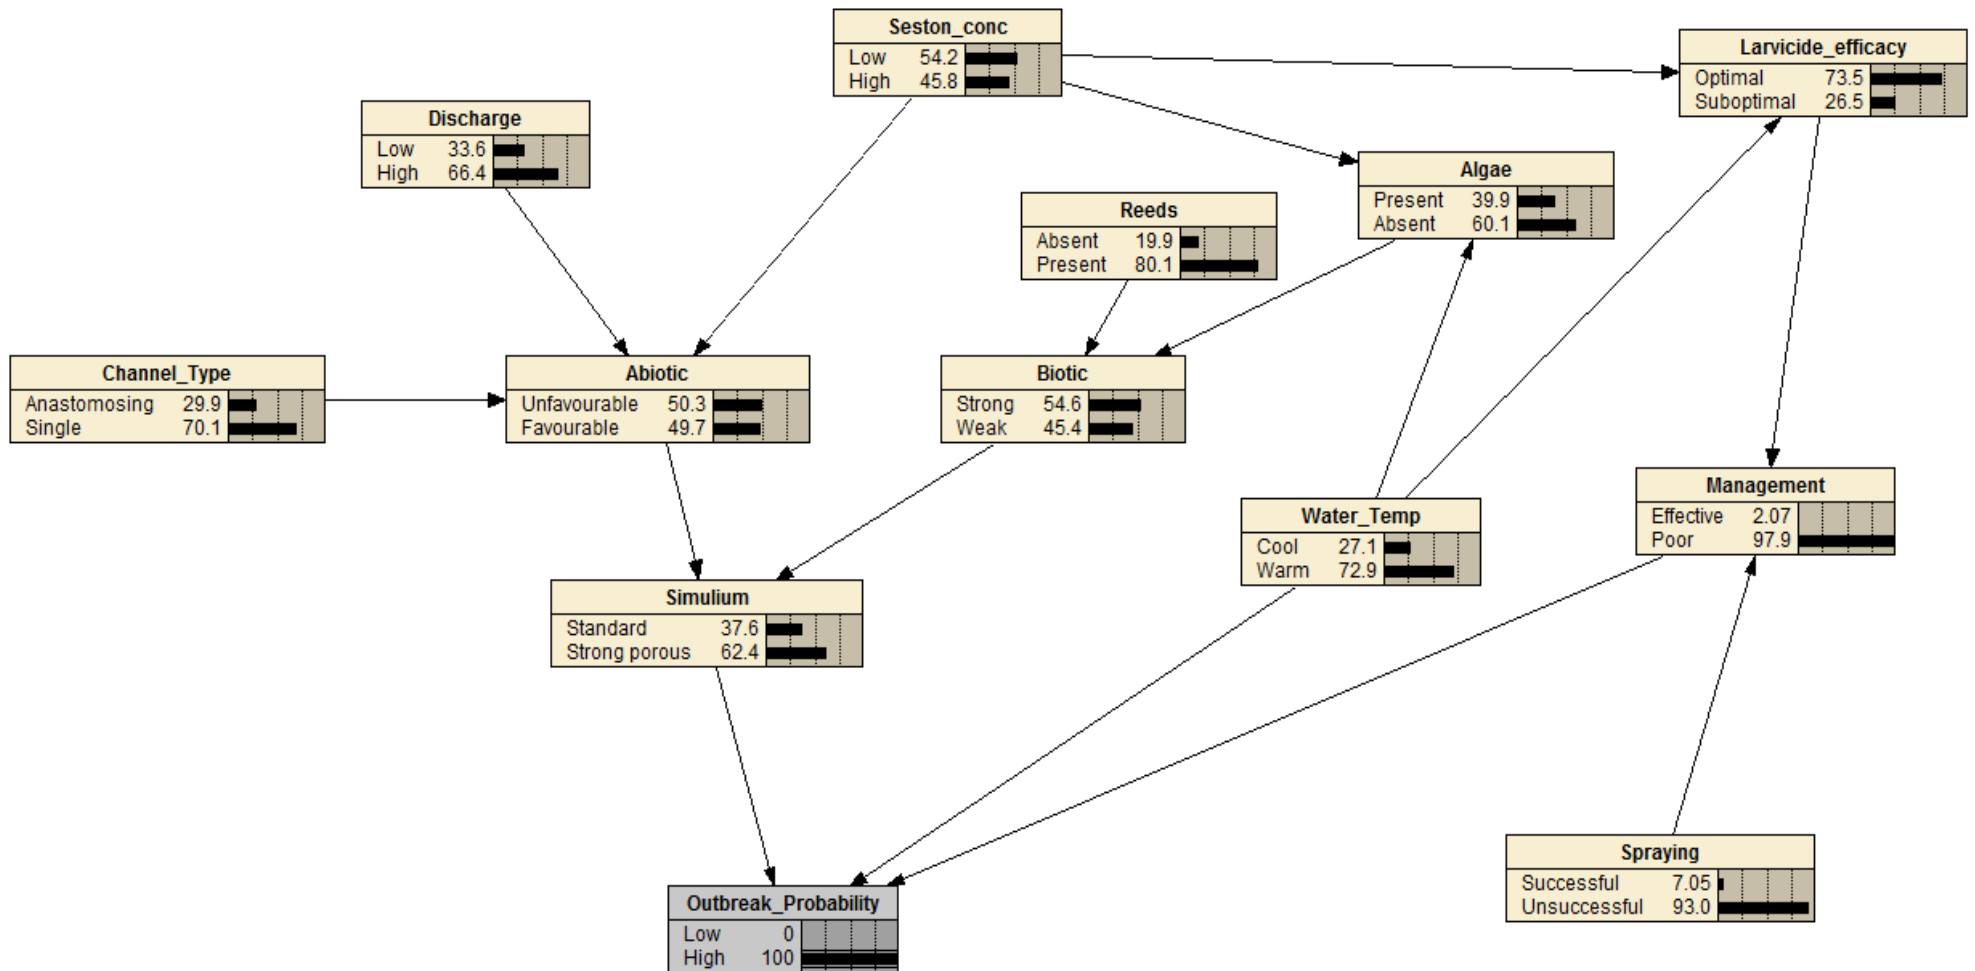 Seston_conc
Low 54.2
High 45.8
Larvicide_efficacy
Optimal 73.5
Suboptimal 26.5
Discharge
Low 33.6
High 66.4
Algae
Present 39.9
Absent 60.1
Reeds
Absent 19.9
Present 80.1
Channel_Type
Anastomosing 29.9
Single 70.1
Abiotic
Unfavourable 50.3
Favourable 49.7
Biotic
Strong 54.6
Weak 45.4
Management
Effective 2.07
Poor 97.9
Water_Temp
Cool 27.1
Warm 72.9
Simulium
Standard 37.6
Strong porous 62.4
Spraying
Successful 7.05
Unsuccessful 93.0
Outbreak_Probability
Low 0
High 100